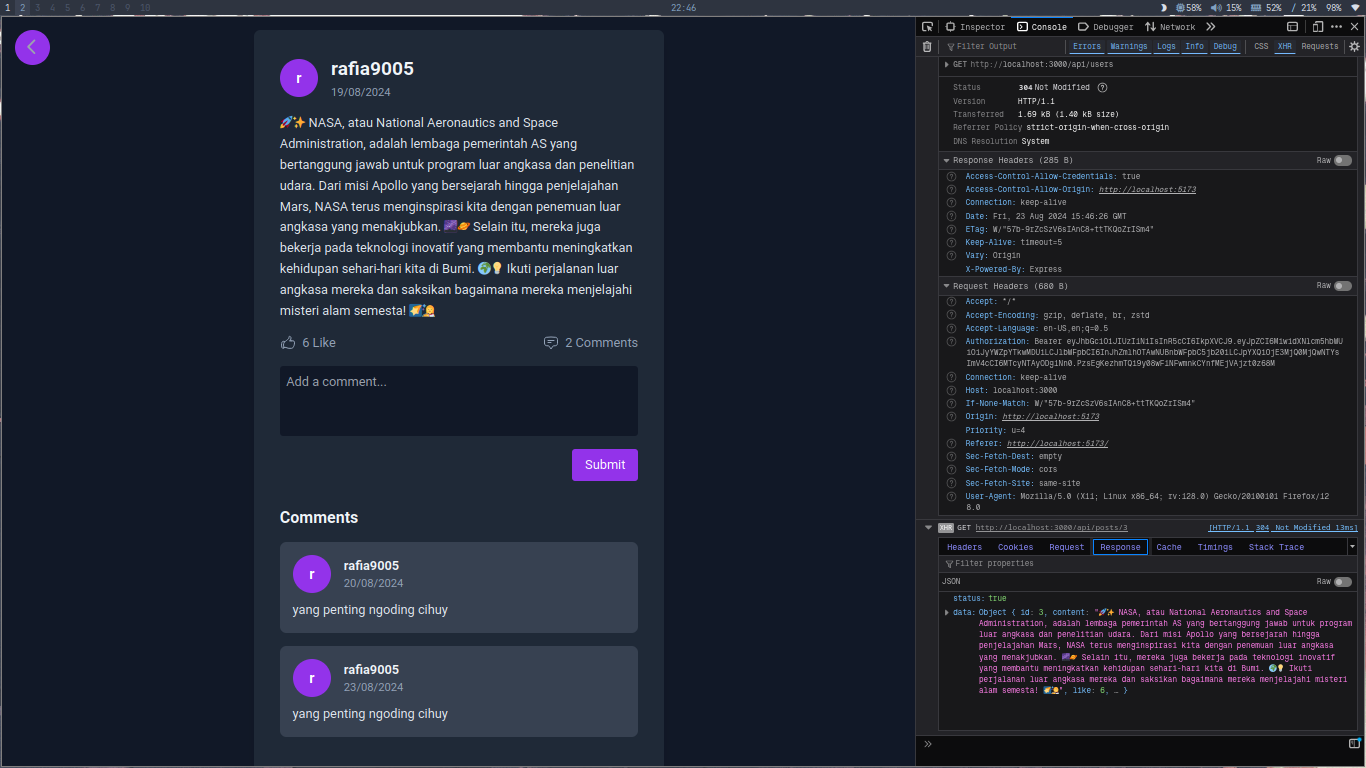 1 2 3 4 5 6 7 8 9 10
22:46
58% 15% 52% / 21% 98%
r
rafia9005
19/08/2024
🚀✨ NASA, atau National Aeronautics and Space
Administration, adalah lembaga pemerintah AS yang
bertanggung jawab untuk program luar angkasa dan penelitian
udara. Dari misi Apollo yang bersejarah hingga penjelajahan
Mars, NASA terus menginspirasi kita dengan penemuan luar
angkasa yang menakjubkan. 🌌🪐 Selain itu, mereka juga
bekerja pada teknologi inovatif yang membantu meningkatkan
kehidupan sehari-hari kita di Bumi. 🌍💡 Ikuti perjalanan luar
angkasa mereka dan saksikan bagaimana mereka menjelajahi
misteri alam semesta!
6 Like
2 Comments
Add a comment...
Submit
Comments
r
rafia9005
20/08/2024
yang penting ngoding cihuy
r
rafia9005
23/08/2024
yang penting ngoding cihuy
Inspector Console Debugger Network
Filter Output Errors Warnings Logs Info Debug CSS XHR Requests
GET http://localhost:3000/api/users
Status 304 Not Modified
Version HTTP/1.1
Transferred 1.69 kB (1.40 kB size)
Referrer Policy strict-origin-when-cross-origin
DNS Resolution System
Response Headers (285 B) Raw
Access-Control-Allow-Credentials: true
Access-Control-Allow-Origin: http://localhost:5173
Connection: keep-alive
Date: Fri, 23 Aug 2024 15:46:26 GMT
ETag: W/"57b-9rZcSzV6sIAnC8+ttTKQoZrISm4"
Keep-Alive: timeout=5
Vary: Origin
X-Powered-By: Express
Request Headers (680 B) Raw
Accept: */*
Accept-Encoding: gzip, deflate, br, zstd
Accept-Language: en-US,en;q=0.5
Authorization: Bearer
Connection: keep-alive
Host: localhost:3000
If-None-Match: W/"57b-9rZcSzV6sIAnC8+ttTKQoZrISm4"
Origin: http://localhost:5173
Priority: u=4
Referer: http://localhost:5173/
Sec-Fetch-Dest: empty
Sec-Fetch-Mode: cors
Sec-Fetch-Site: same-site
User-Agent: Mozilla/5.0 (X11; Linux x86_64; rv:128.0) Gecko/20100101 Firefox/12
8.0
XHR GET http://localhost:3000/api/posts/3 [HTTP/1.1 304 Not Modified 13ms]
Headers Cookies Request Response Cache Timings Stack Trace
Filter properties
JSON Raw
status: true
data: Object { id: 3, content: "🚀✨ NASA, atau National Aeronautics and Space
Administration, adalah lembaga pemerintah AS yang bertanggung jawab untuk program
luar angkasa dan penelitian udara. Dari misi Apollo yang bersejarah hingga
penjelajahan Mars, NASA terus menginspirasi kita dengan penemuan luar angkasa
yang menakjubkan. 🌌🪐 Selain itu, mereka juga bekerja pada teknologi inovatif
yang membantu meningkatkan kehidupan sehari-hari kita di Bumi. 🌍💡 Ikuti
perjalanan luar angkasa mereka dan saksikan bagaimana mereka menjelajahi misteri
alam semesta! ", like: 6, … }